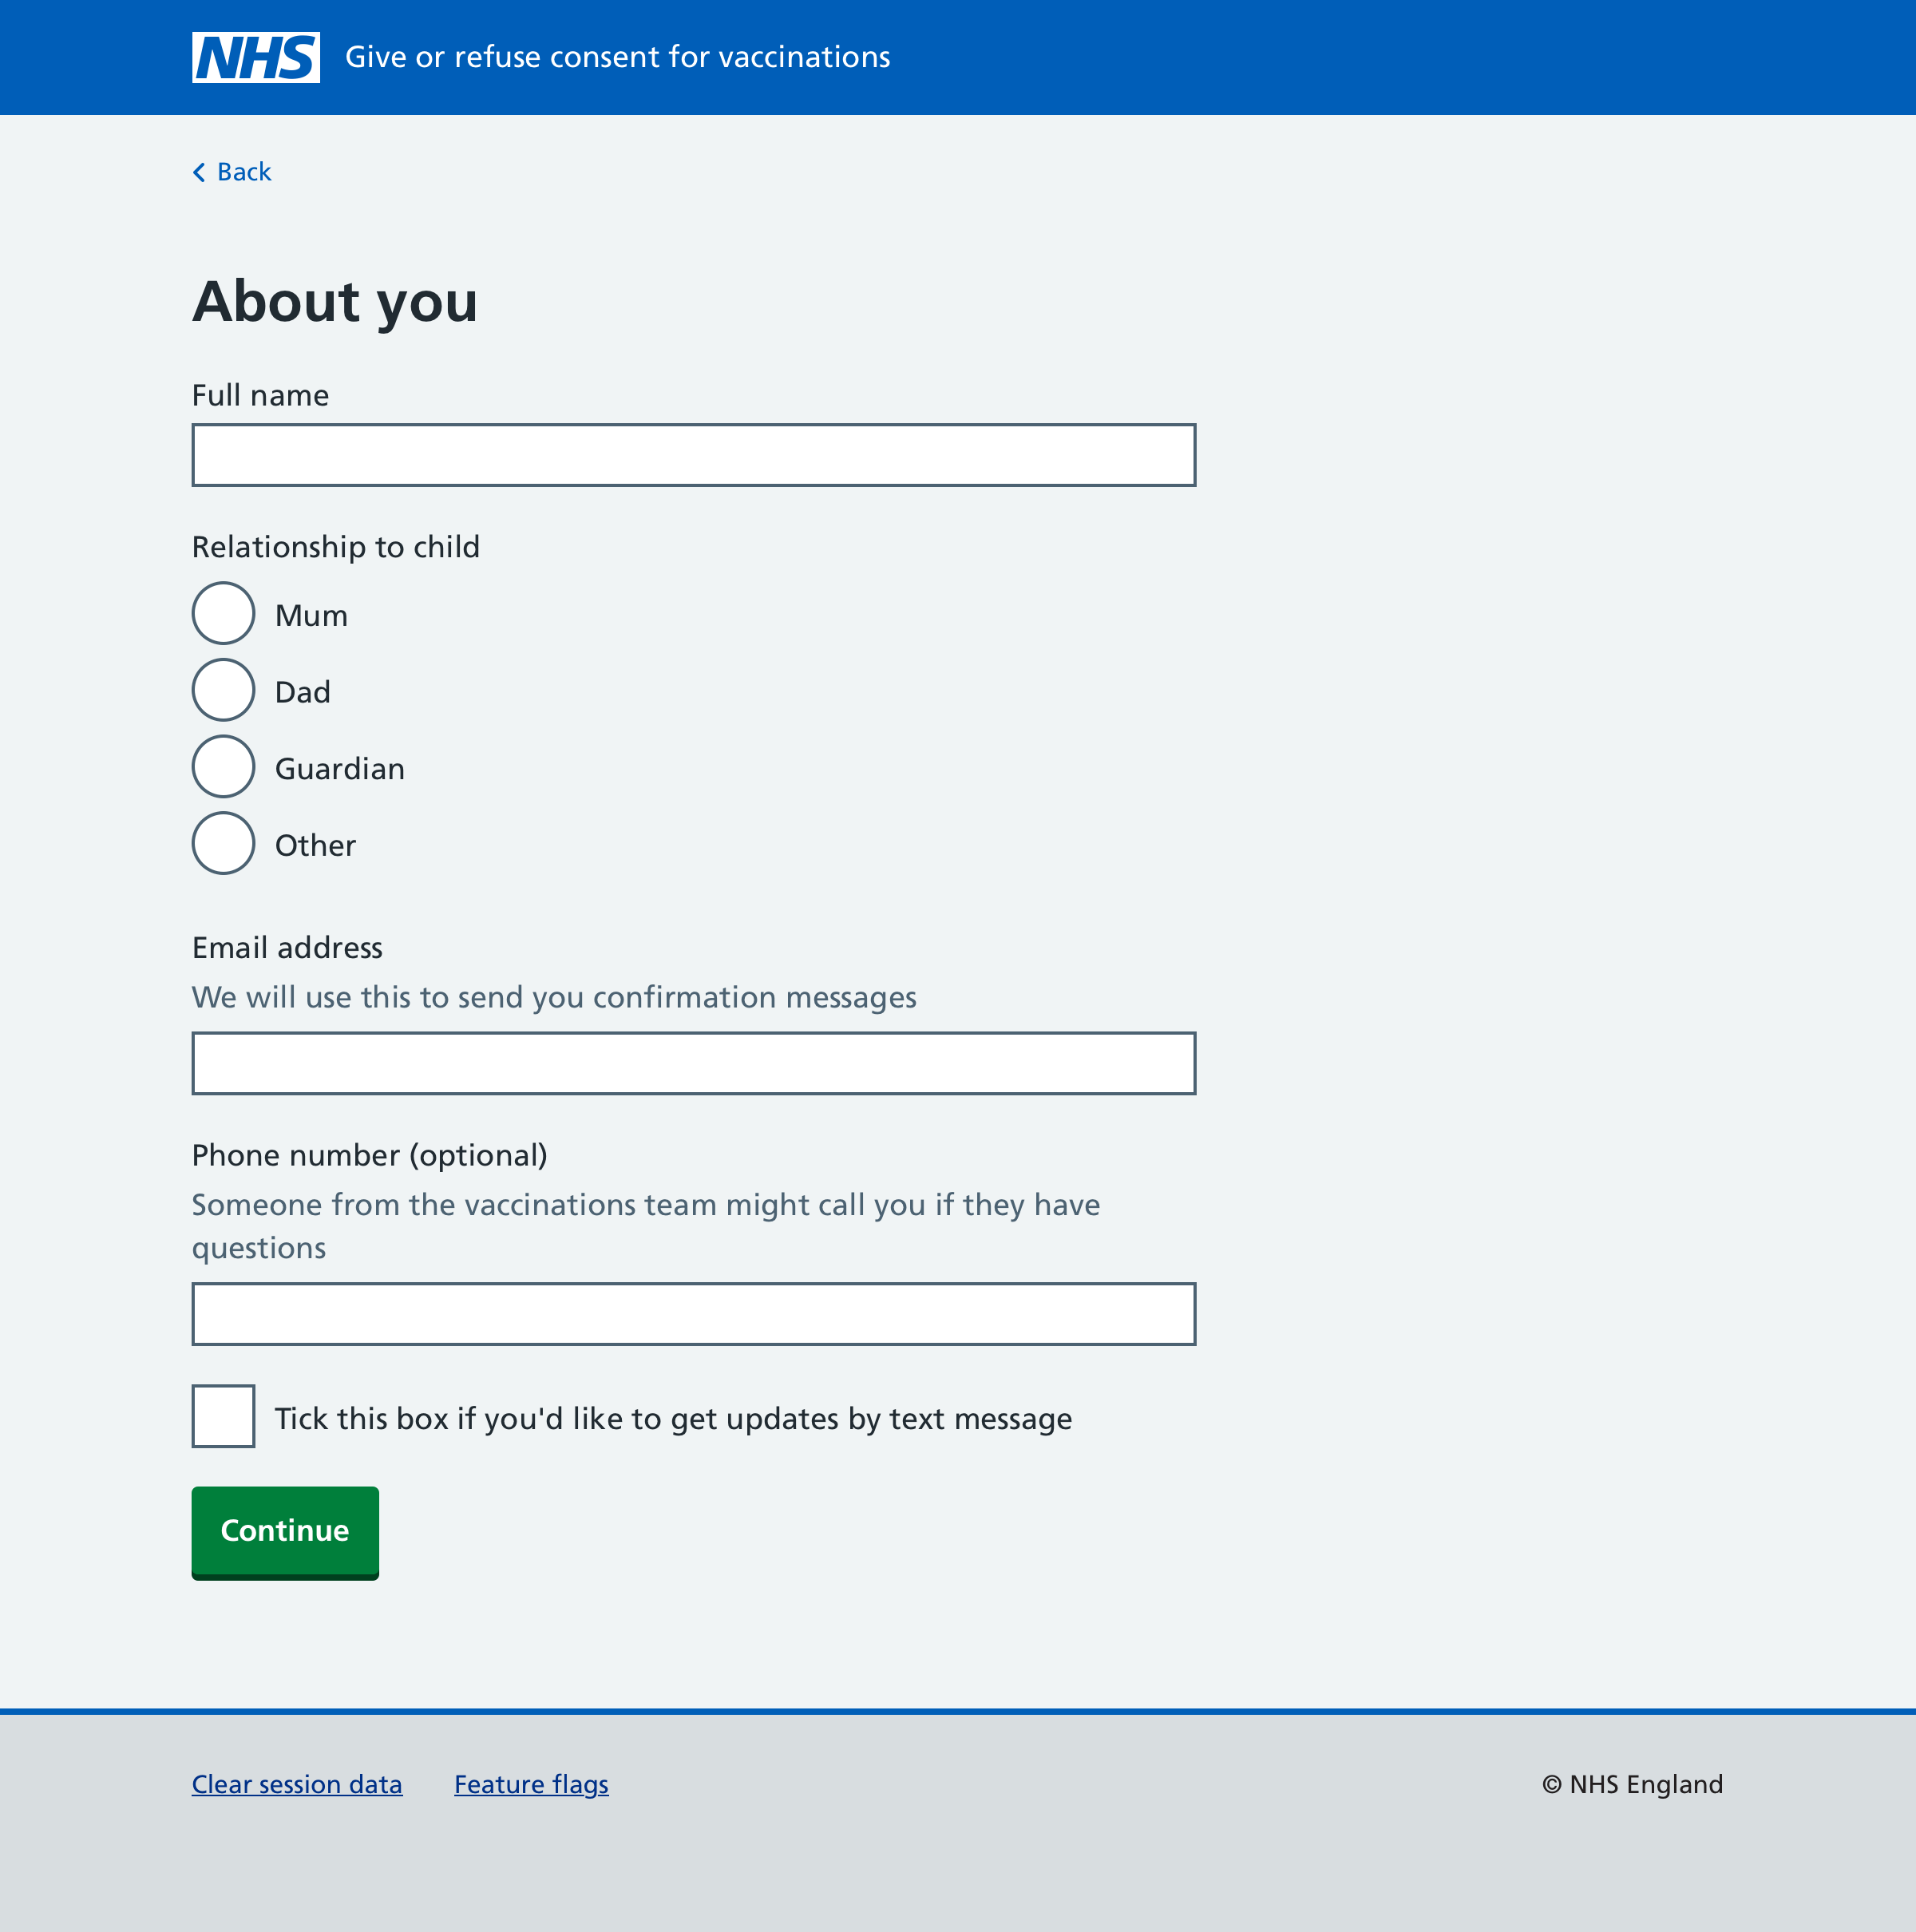 NHS Give or refuse consent for vaccinations
Back
About you
Full name
Relationship to child
Mum
Dad
Guardian
Other
Email address
We will use this to send you confirmation messages
Phone number (optional)
Someone from the vaccinations team might call you if they have
questions
Tick this box if you'd like to get updates by text message
Continue
Clear session data Feature flags © NHS England